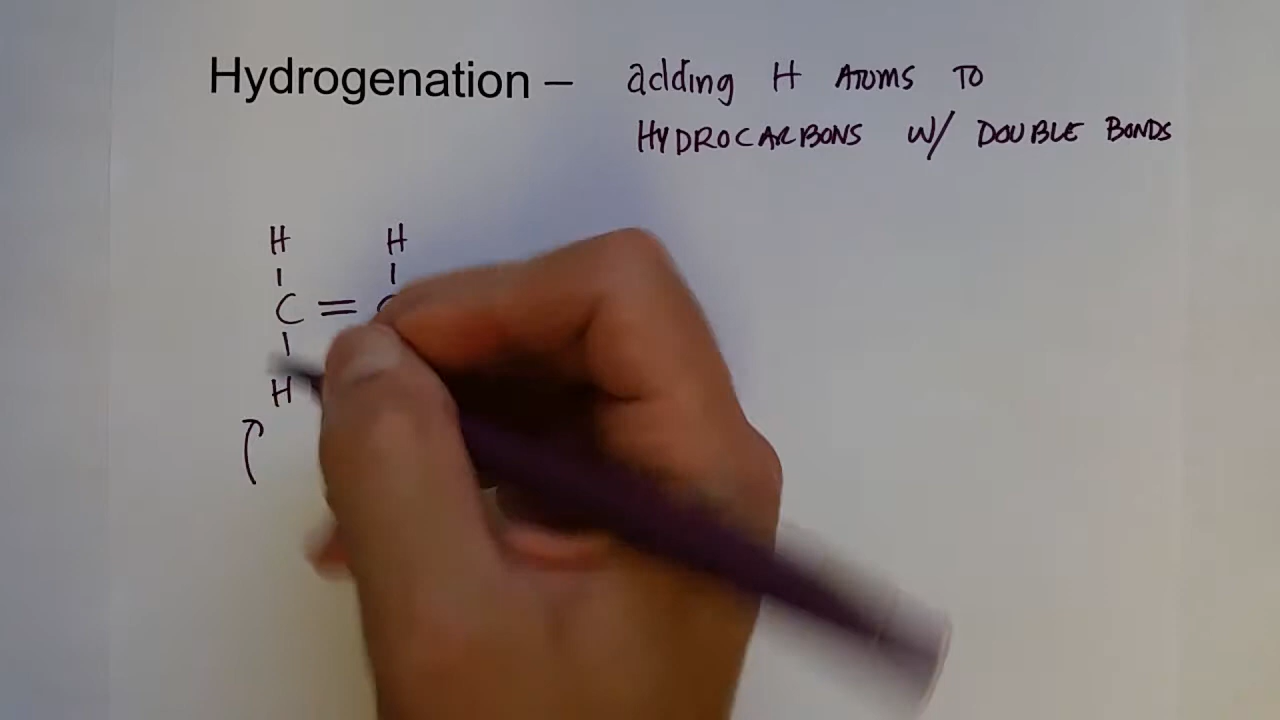 Hydrogenation – adding H ATOMS TO
HYDROCARBONS W/ DOUBLE BONDS
H H
C = C
H